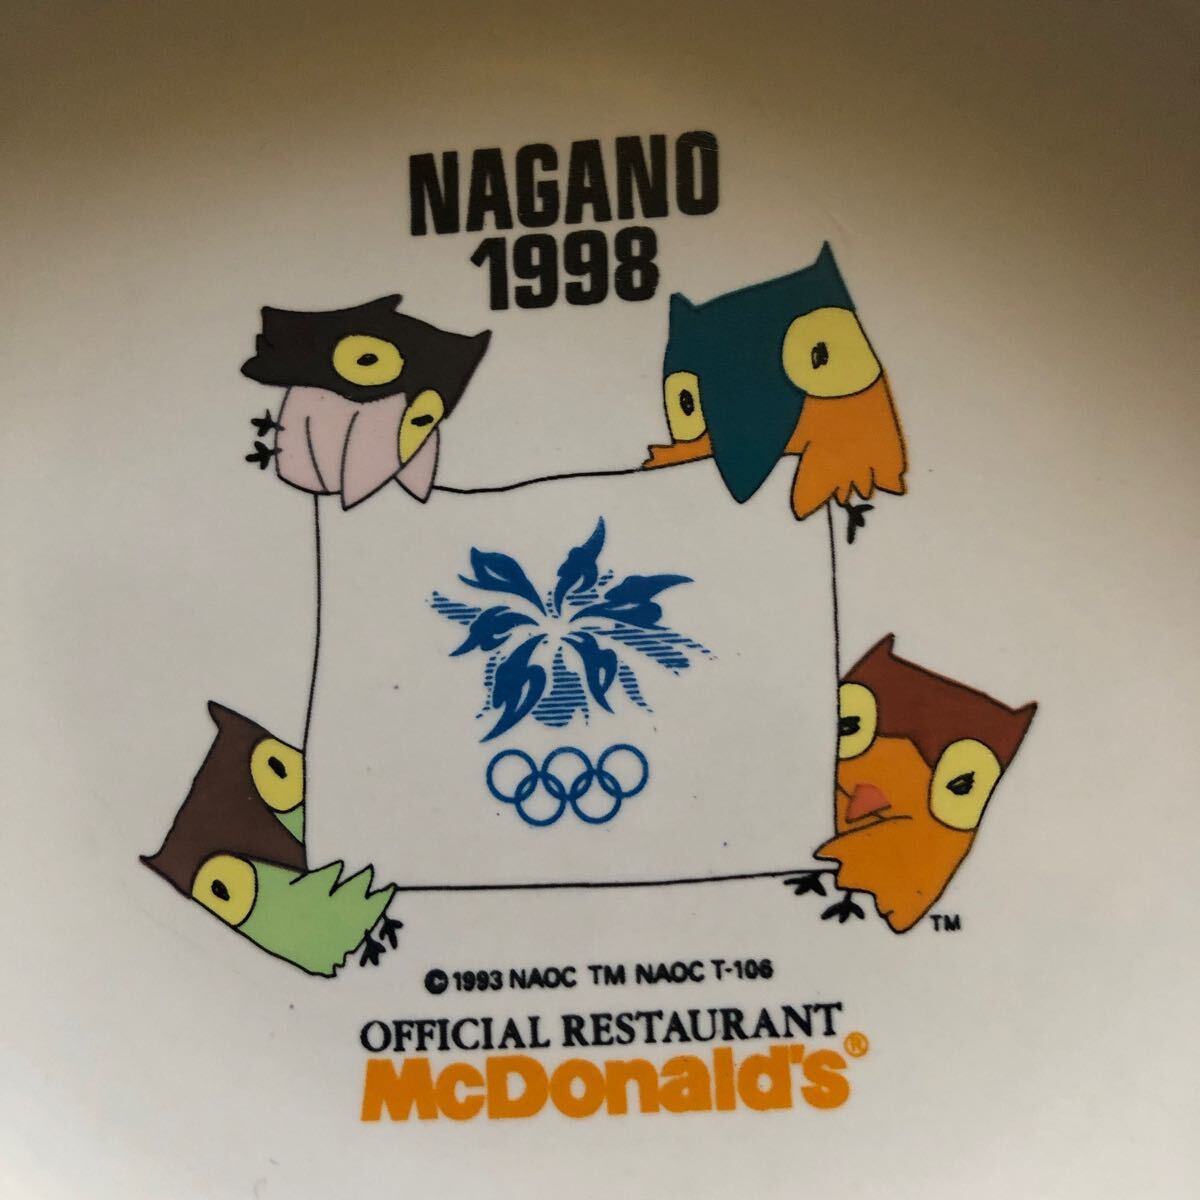 NAGANO
1998
TM
©1993 NAOC TM NAOC T-106
OFFICIAL RESTAURANT
McDonald's®